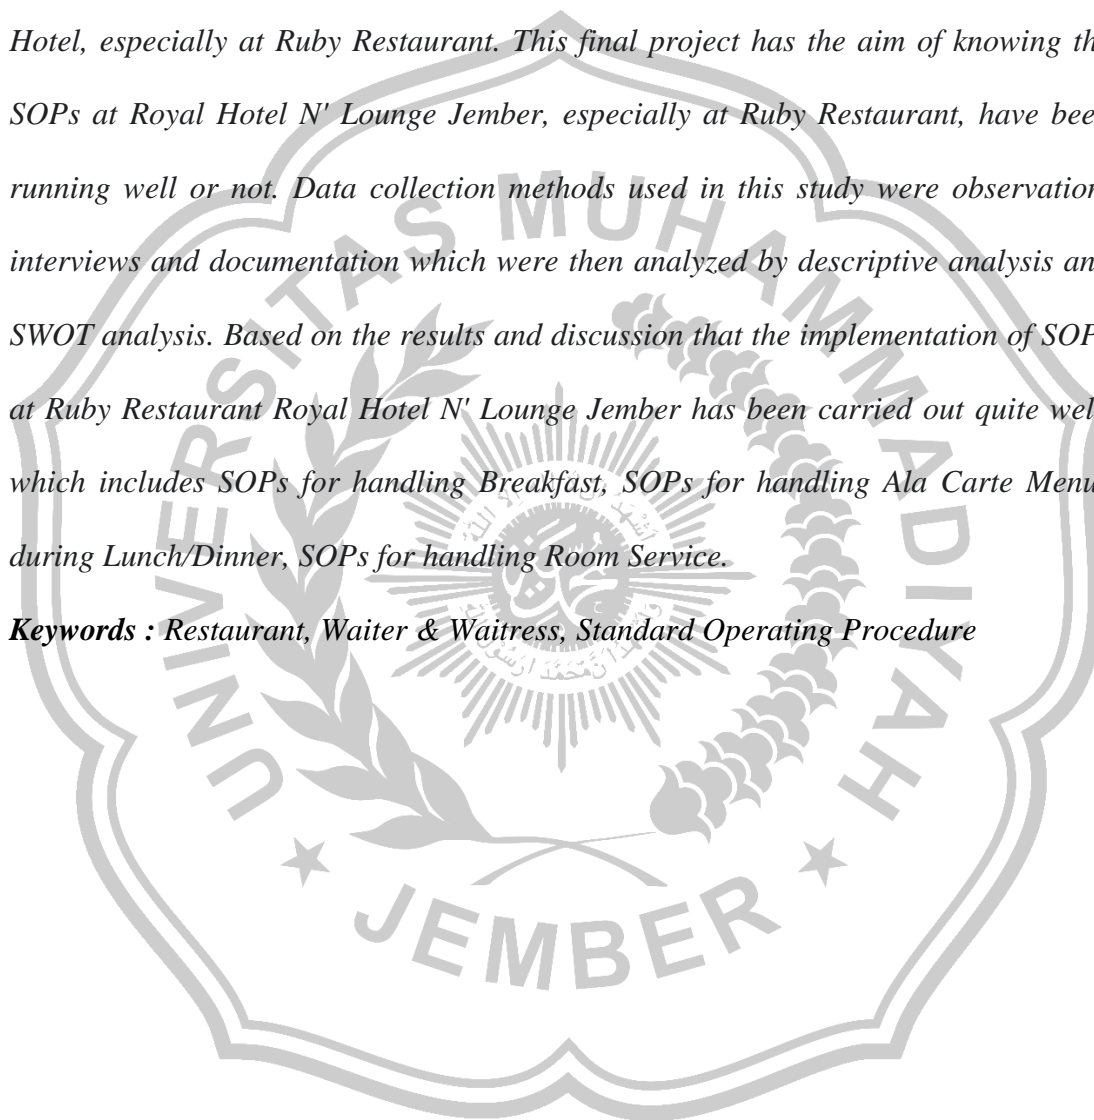 Hotel, especially at Ruby Restaurant. This final project has the aim of knowing th
SOPs at Royal Hotel N' Lounge Jember, especially at Ruby Restaurant, have bee
running well or not. Data collection methods used in this study were observation
interviews and documentation which were then analyzed by descriptive analysis an
SWOT analysis. Based on the results and discussion that the implementation of SOP
at Ruby Restaurant Royal Hotel N' Lounge Jember has been carried out quite wel
which includes SOPs for handling Breakfast, SOPs for handling Ala Carte Menu
during Lunch/Dinner, SOPs for handling Room Service.
Keywords : Restaurant, Waiter & Waitress, Standard Operating Procedure
UNIVERSITAS MUHAMMADIYAH
JEMBER